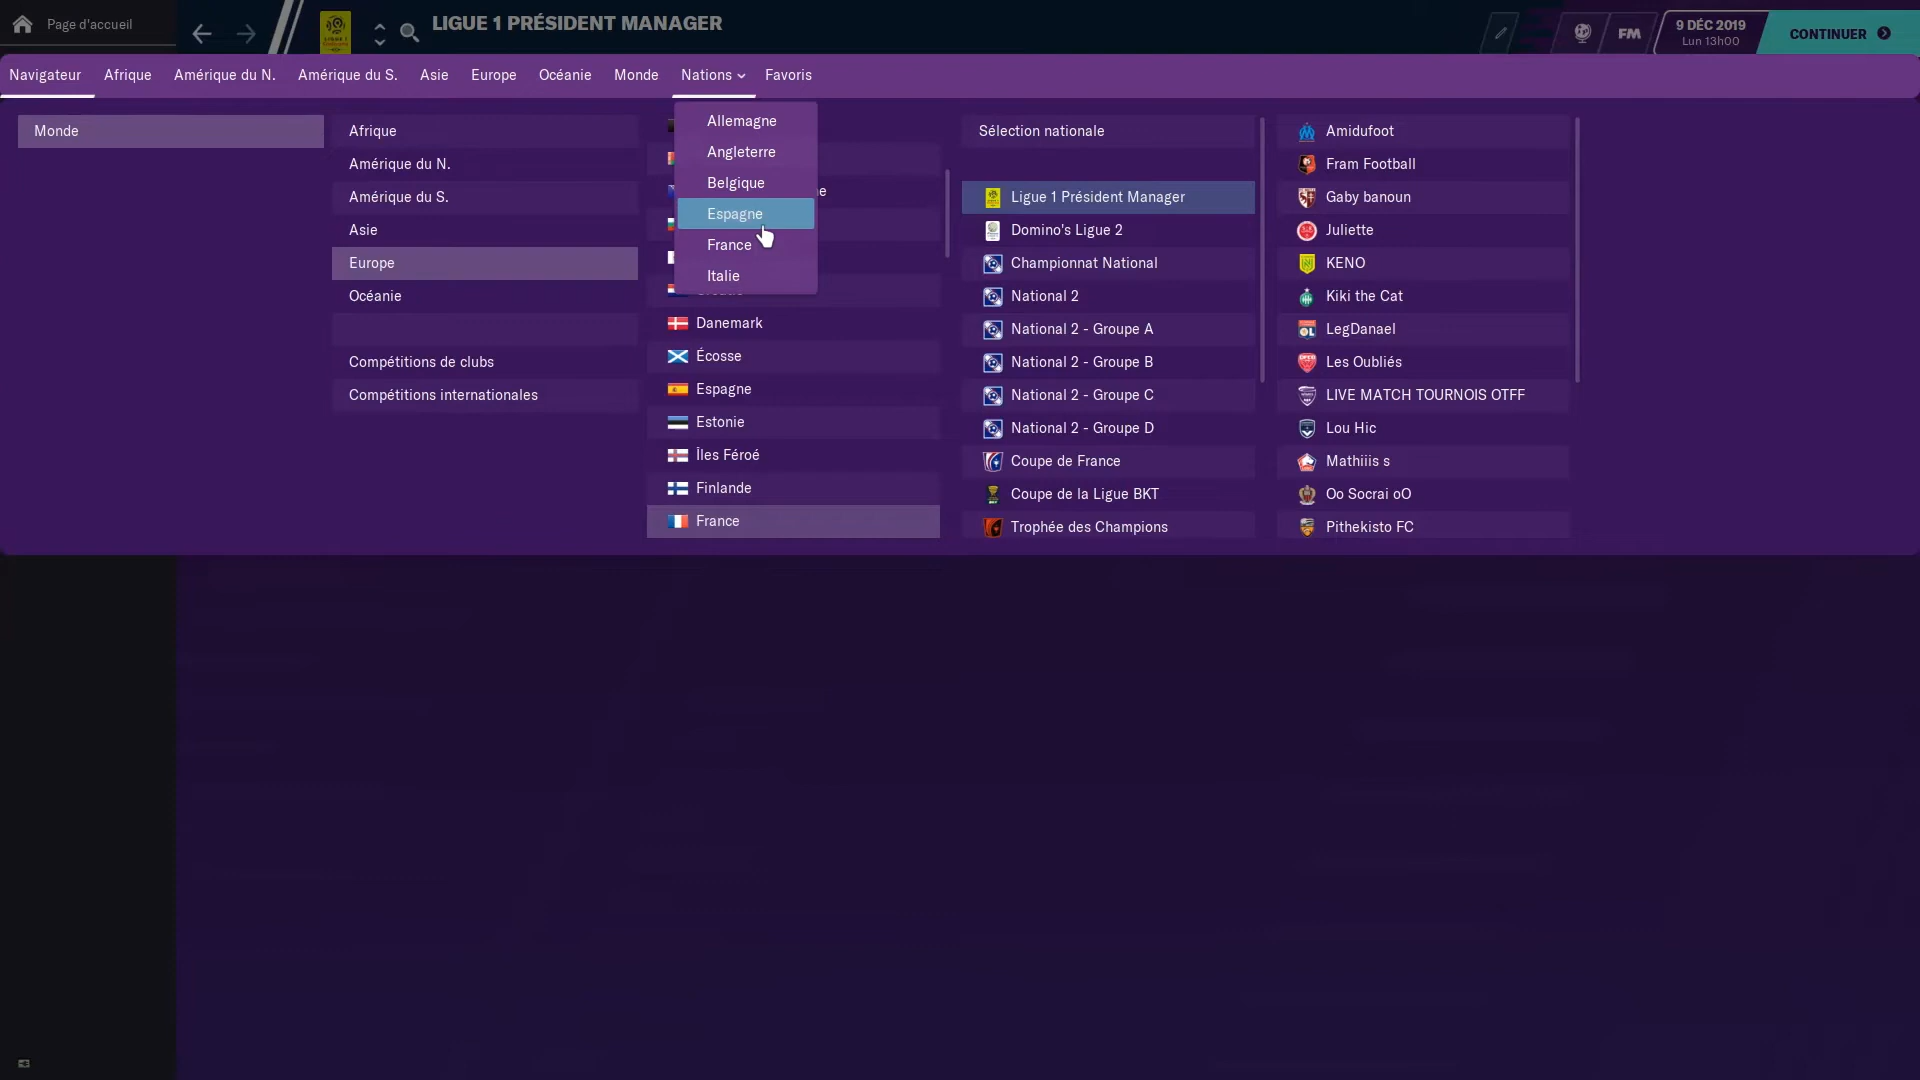 Page d'accueil
LIGUE 1 PRÉSIDENT MANAGER
FM
9 DÉC 2019
Lun 13h00
CONTINUER
Navigateur Afrique Amérique du N. Amérique du S. Asie Europe Océanie Monde Nations Favoris
Monde
Afrique
Amérique du N.
Amérique du S.
Asie
Europe
Océanie
Compétitions de clubs
Compétitions internationales
Allemagne
Angleterre
Belgique
Espagne
France
Italie
Danemark
Écosse
Espagne
Estonie
Îles Féroé
Finlande
France
Sélection nationale
Ligue 1 Président Manager
Domino's Ligue 2
Championnat National
National 2
National 2 - Groupe A
National 2 - Groupe B
National 2 - Groupe C
National 2 - Groupe D
Coupe de France
Coupe de la Ligue BKT
Trophée des Champions
Amidufoot
Fram Football
Gaby banoun
Juliette
KENO
Kiki the Cat
LegDanael
Les Oubliés
LIVE MATCH TOURNOIS OTFF
Lou Hic
Mathiiis s
Oo Socrai oO
Pithekisto FC